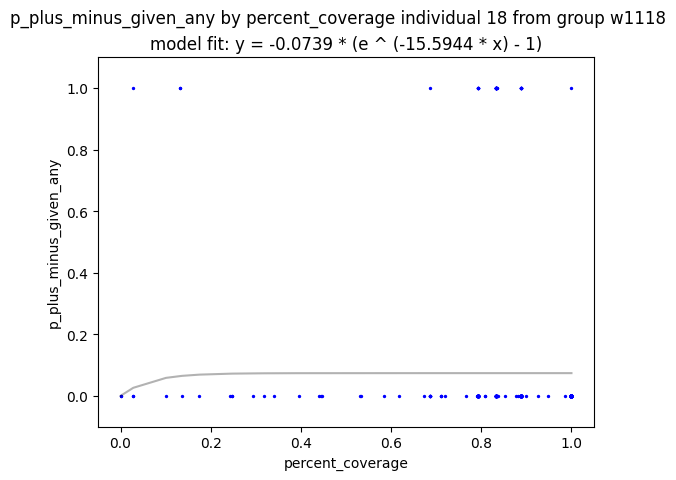 p_plus_minus_given_any by percent_coverage individual 18 from group w1118
model fit: y = -0.0739 * (e ^ (-15.5944 * x) - 1)
1.0
0.8
0.6
0.4
0.2
0.0
p_plus_minus_given_any
0.0 0.2 0.4 0.6 0.8 1.0
percent_coverage